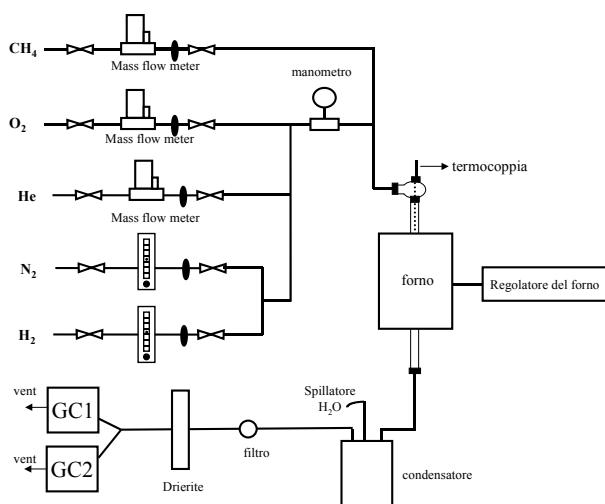 CH4
Mass flow meter
manometro
O2
Mass flow meter
termocoppia
He
Mass flow meter
N2
forno
Regolatore del forno
H2
vent
GC1
Spillatore
H2O
vent
GC2
filtro
Drierite
condensatore